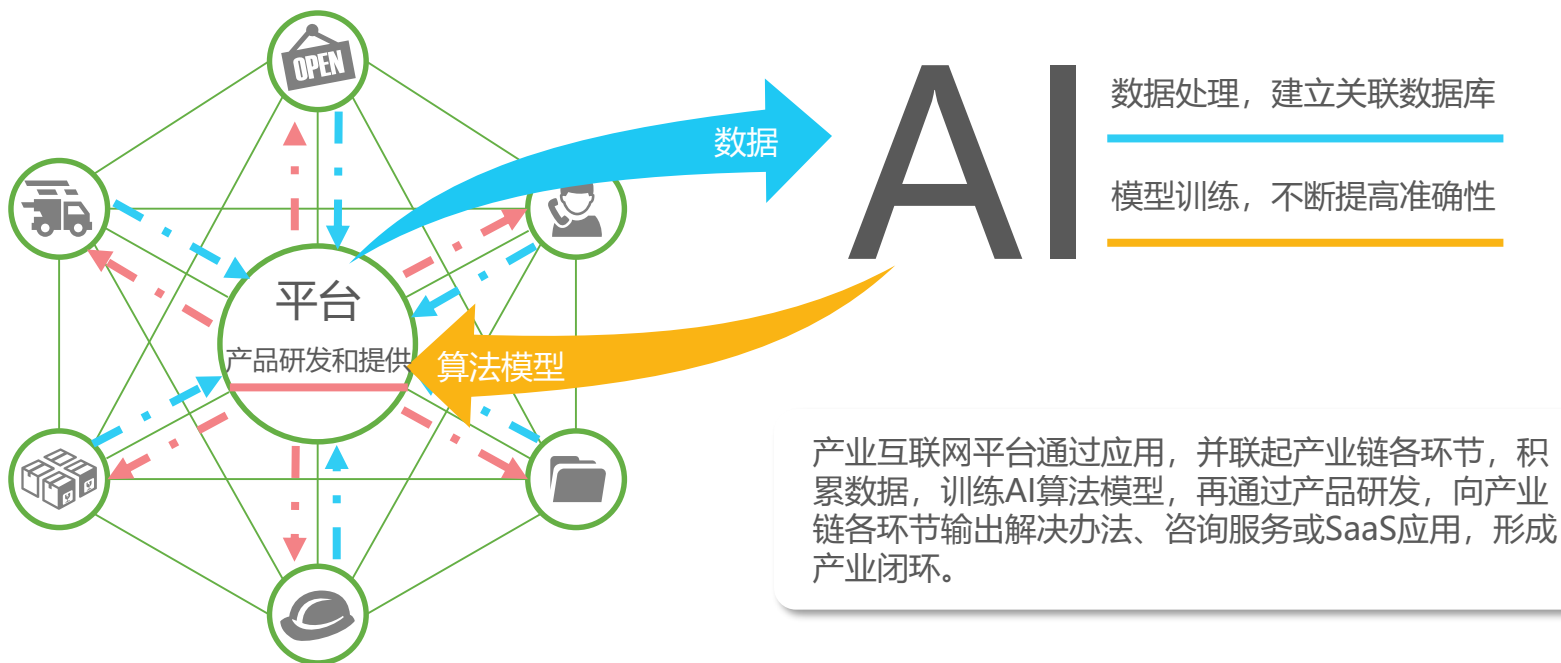 OPEN
数据
AI
数据处理，建立关联数据库
模型训练，不断提高准确性
平台
产品研发和提供
算法模型
产业互联网平台通过应用，并联起产业链各环节，积
累数据，训练AI算法模型，再通过产品研发，向产业
链各环节输出解决办法、咨询服务或SaaS应用，形成
产业闭环。